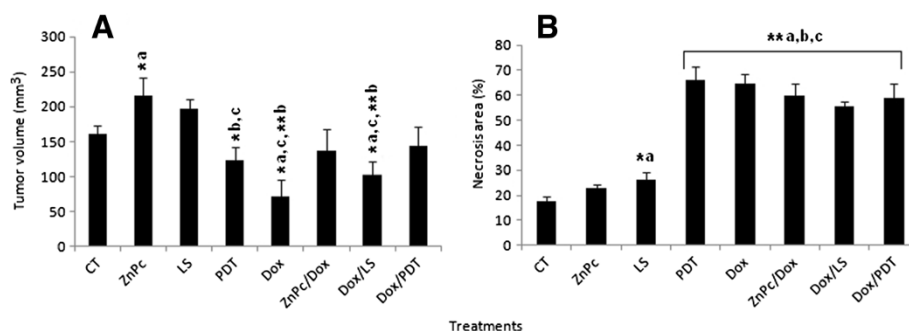 A
Tumor volume (mm³)
300
250
200
150
100
50
0
*a
*b,c
*a,c,**b
*a,c,**b
CT
ZnPc
LS
PDT
Dox
ZnPc/Dox
Dox/LS
Dox/PDT
B
Necrosis area (%)
80
70
60
50
40
30
20
10
0
*a
**a,b,c
CT
ZnPc
LS
PDT
Dox
ZnPc/Dox
Dox/LS
Dox/PDT
Treatments